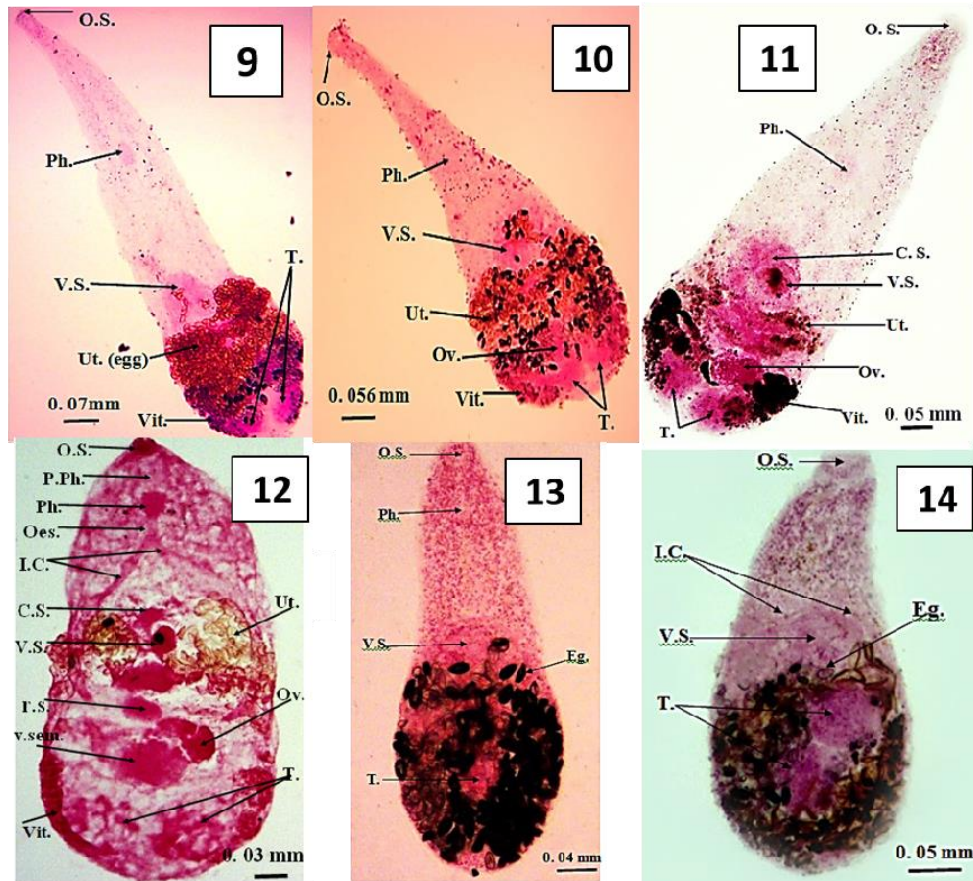 O.S.
9
Ph.
T.
V.S.
Ut. (egg)
Vit.
0.07mm
10
O.S.
Ph.
V.S.
Ut.
Ov.
Vit.
T.
0.056 mm
11
O. S.
Ph.
C. S.
V.S.
Ut.
Ov.
T.
Vit.
0.05 mm
12
O.S.
P.Ph.
Ph.
Oes.
I.C.
C.S.
Ut.
V.S.
r.s.
Ov.
v.sem.
T.
Vit.
0.03 mm
13
O.S.
Ph.
V.S.
Eg.
T.
0.04 mm
14
O.S.
I.C.
Eg.
V.S.
T.
0.05 mm